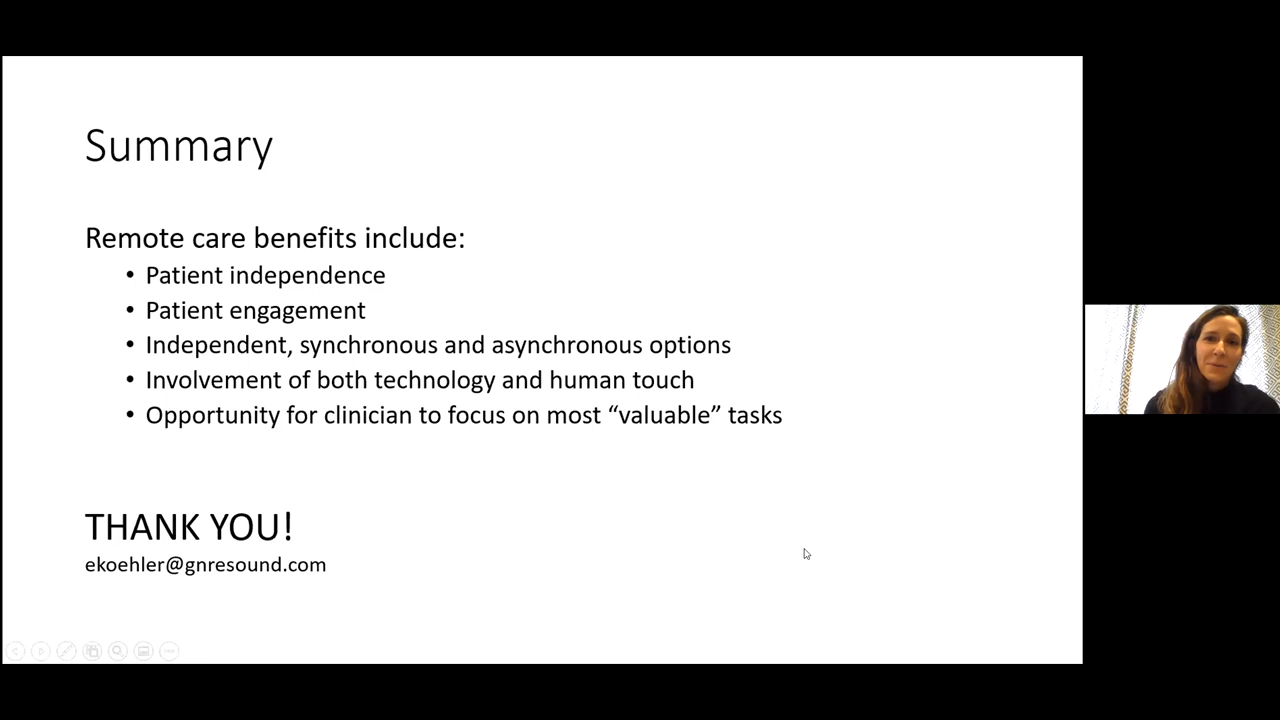 Summary
Remote care benefits include:
• Patient independence
• Patient engagement
• Independent, synchronous and asynchronous options
• Involvement of both technology and human touch
• Opportunity for clinician to focus on most “valuable” tasks
THANK YOU!
ekoehler@gnresound.com